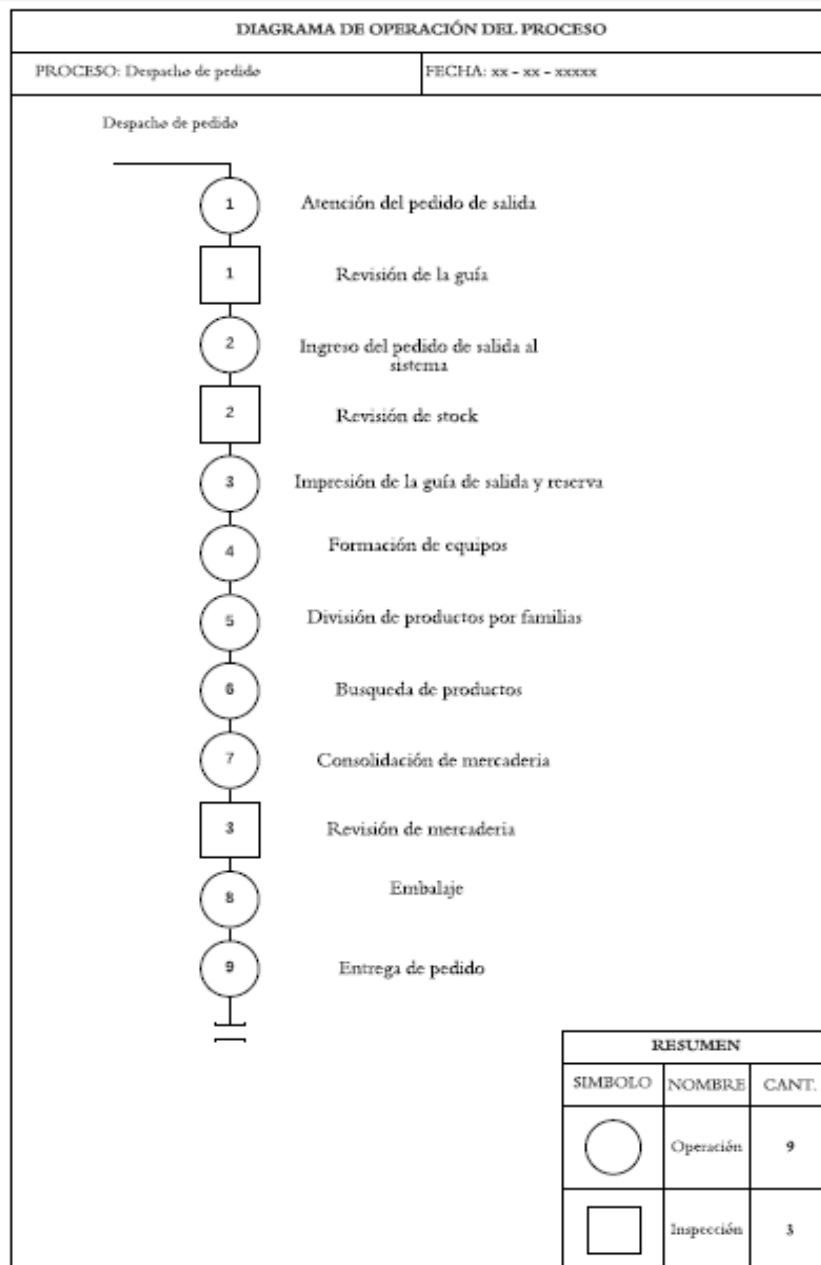 DIAGRAMA DE OPERACIÓN DEL PROCESO
PROCESO: Despacho de pedido
FECHA: xx - xx - xxxxx
Despacho de pedido
1
Atención del pedido de salida
1
Revisión de la guía
2
Ingreso del pedido de salida al
sistema
2
Revisión de stock
3
Impresión de la guía de salida y reserva
4
Formación de equipos
5
División de productos por familias
6
Busqueda de productos
7
Consolidación de mercaderia
3
Revisión de mercaderia
8
Embalaje
9
Entrega de pedido
RESUMEN
SIMBOLO NOMBRE CANT.
Operación 9
Inspección 3